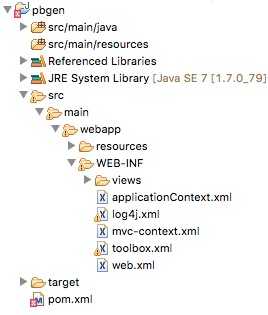 pbgen
src/main/java
src/main/resources
Referenced Libraries
JRE System Library [Java SE 7 [1.7.0_79]
src
main
webapp
resources
WEB-INF
views
applicationContext.xml
log4j.xml
mvc-context.xml
toolbox.xml
web.xml
target
pom.xml